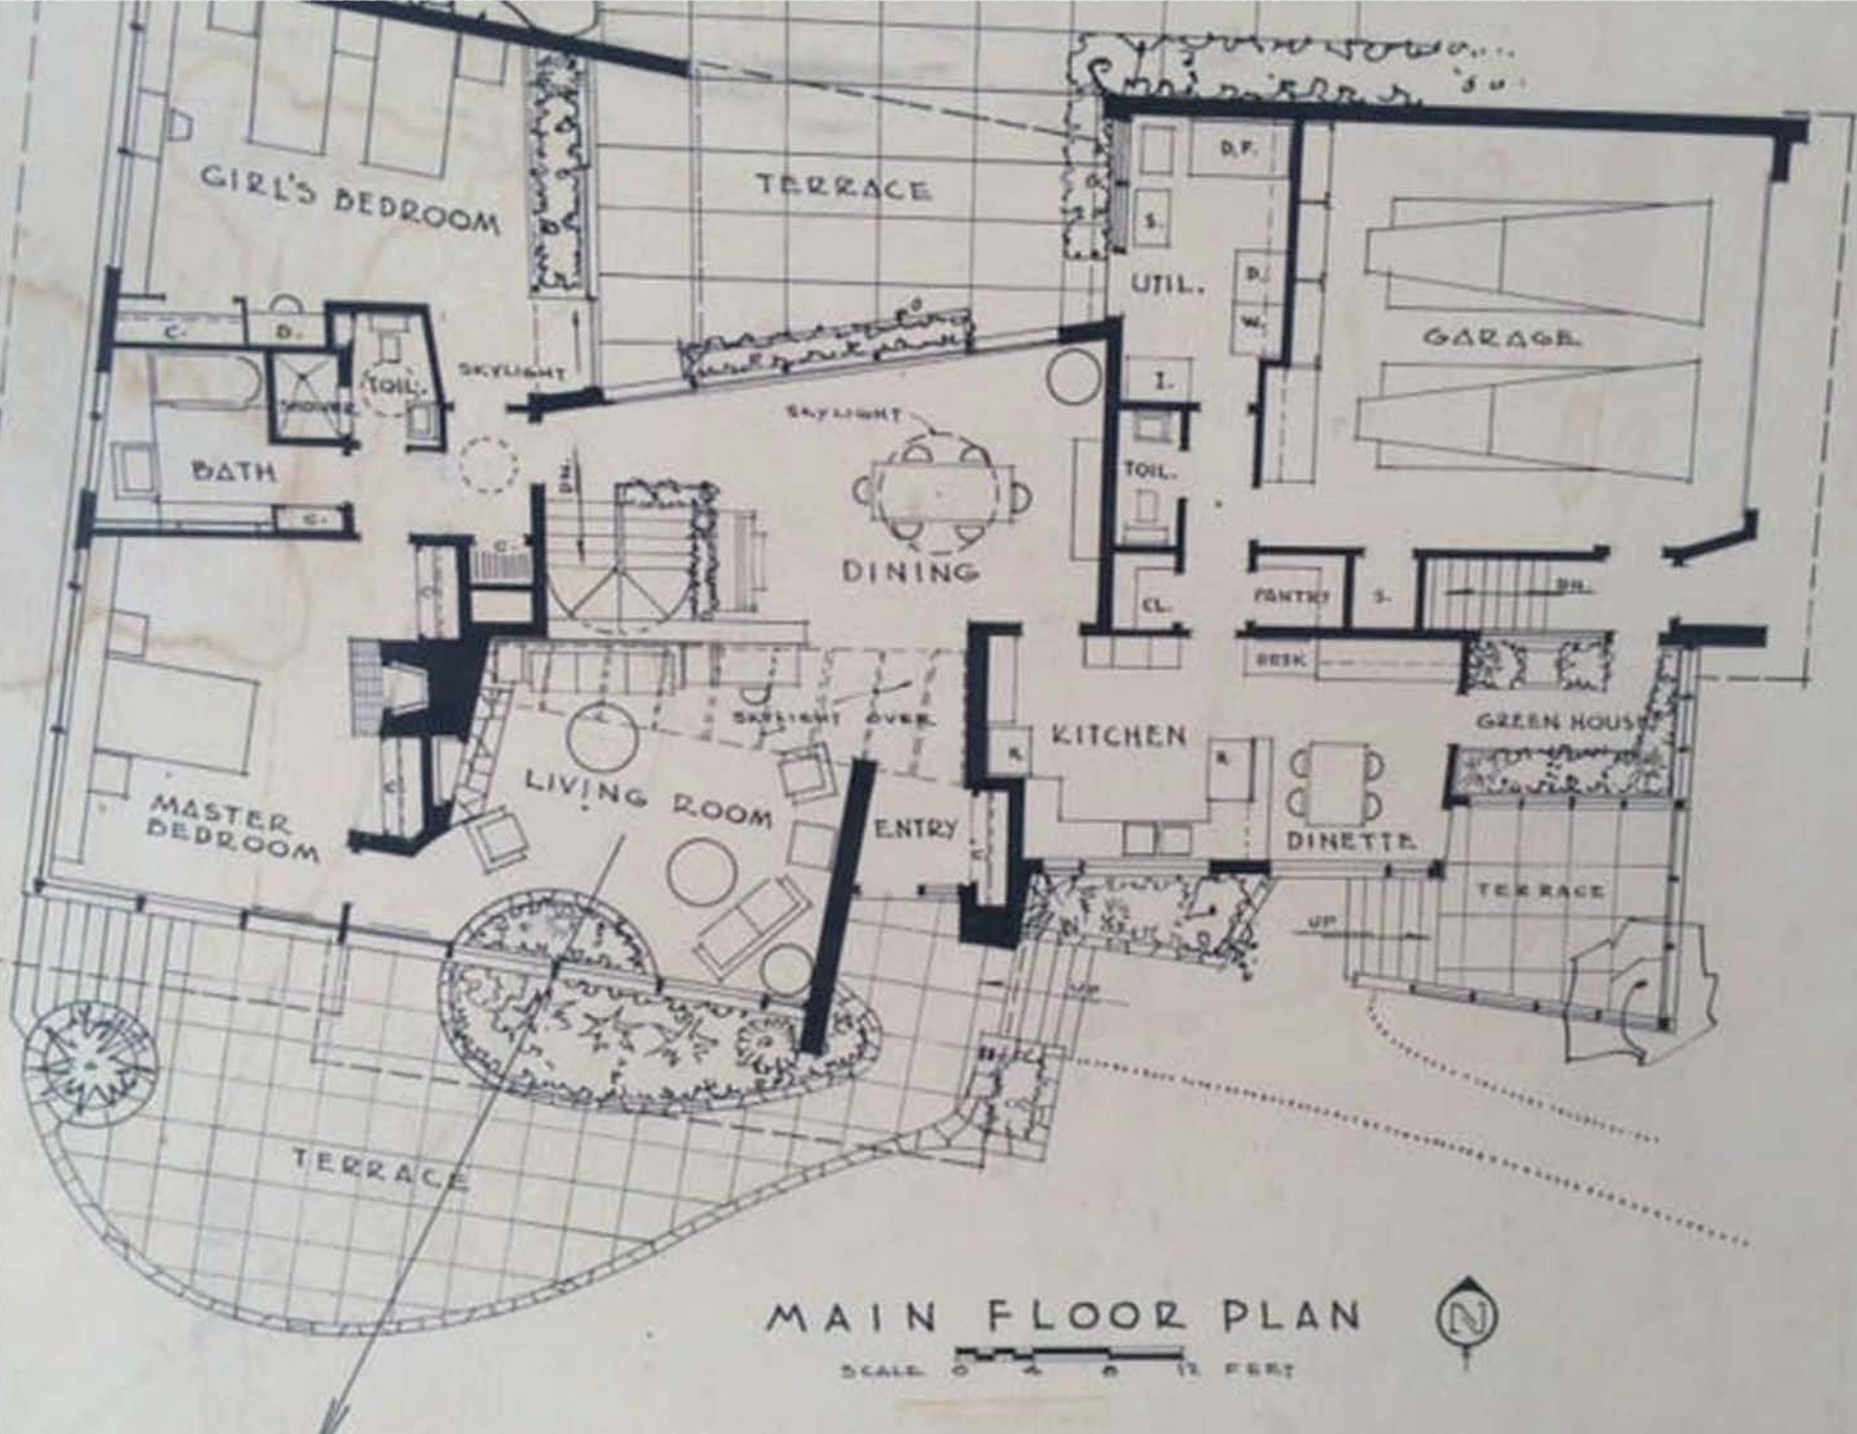 GIRL'S BEDROOM
TERRACE
D.F.
S.
UTIL.
D.
W.
I.
GARAGE
C.
D.
SKYLIGHT
TOIL.
SHOWER
BATH
C.
SKYLIGHT
DN.
TOIL.
DINING
C.
C.
CL.
PANTRY
S.
DN.
DESK
SKYLIGHT OVER
KITCHEN
R.
R.
GREEN HOUSE
LIVING ROOM
C.
MASTER
BEDROOM
ENTRY
C.
DINETTE
TERRACE
UP
UP
TERRACE
MAIN FLOOR PLAN
N
SCALE 0 4 8 12 FEET